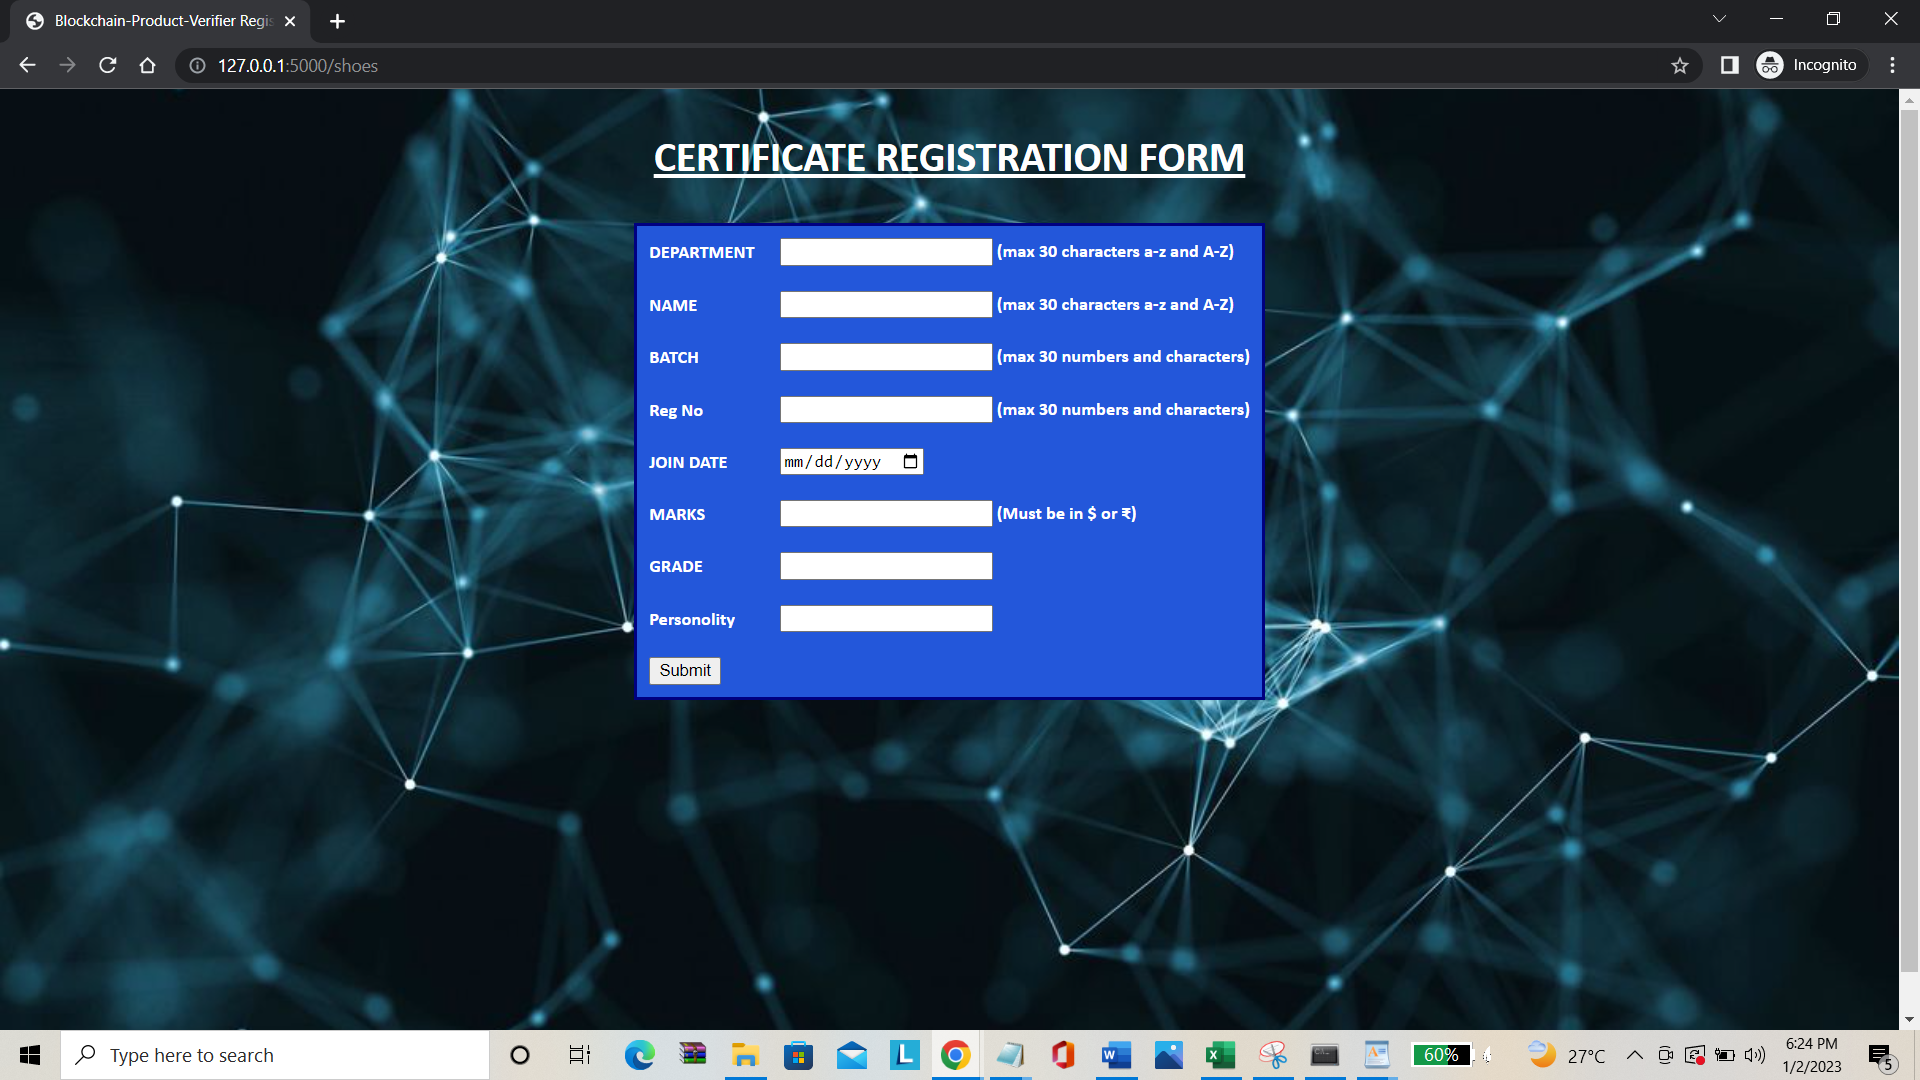 Blockchain-Product-Verifier Regis
127.0.0.1:5000/shoes
Incognito
CERTIFICATE REGISTRATION FORM
DEPARTMENT (max 30 characters a-z and A-Z)
NAME (max 30 characters a-z and A-Z)
BATCH (max 30 numbers and characters)
Reg No (max 30 numbers and characters)
JOIN DATE mm/dd/yyyy
MARKS (Must be in $ or ₹)
GRADE
Personolity
Submit
Type here to search
L
W
X
60%
27°C
6:24 PM
1/2/2023
5